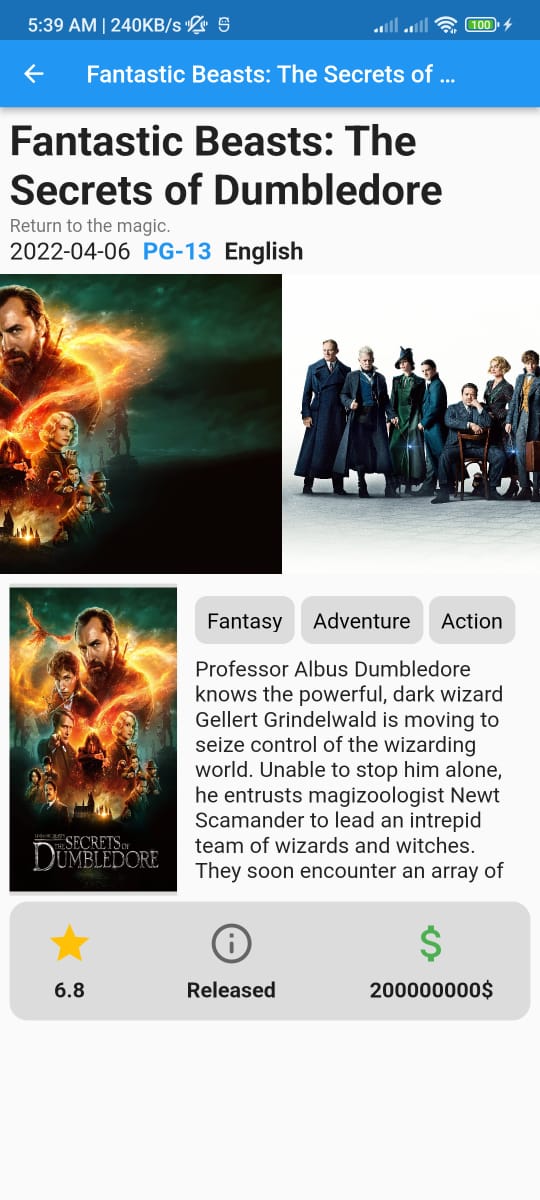 5:39 AM | 240KB/s
100
Fantastic Beasts: The Secrets of ...
Fantastic Beasts: The
Secrets of Dumbledore
Return to the magic.
2022-04-06 PG-13 English
Fantasy Adventure Action
Professor Albus Dumbledore
knows the powerful, dark wizard
Gellert Grindelwald is moving to
seize control of the wizarding
world. Unable to stop him alone,
he entrusts magizoologist Newt
Scamander to lead an intrepid
team of wizards and witches.
They soon encounter an array of
THE SECRETS OF
DUMBLEDORE
6.8 Released 200000000$